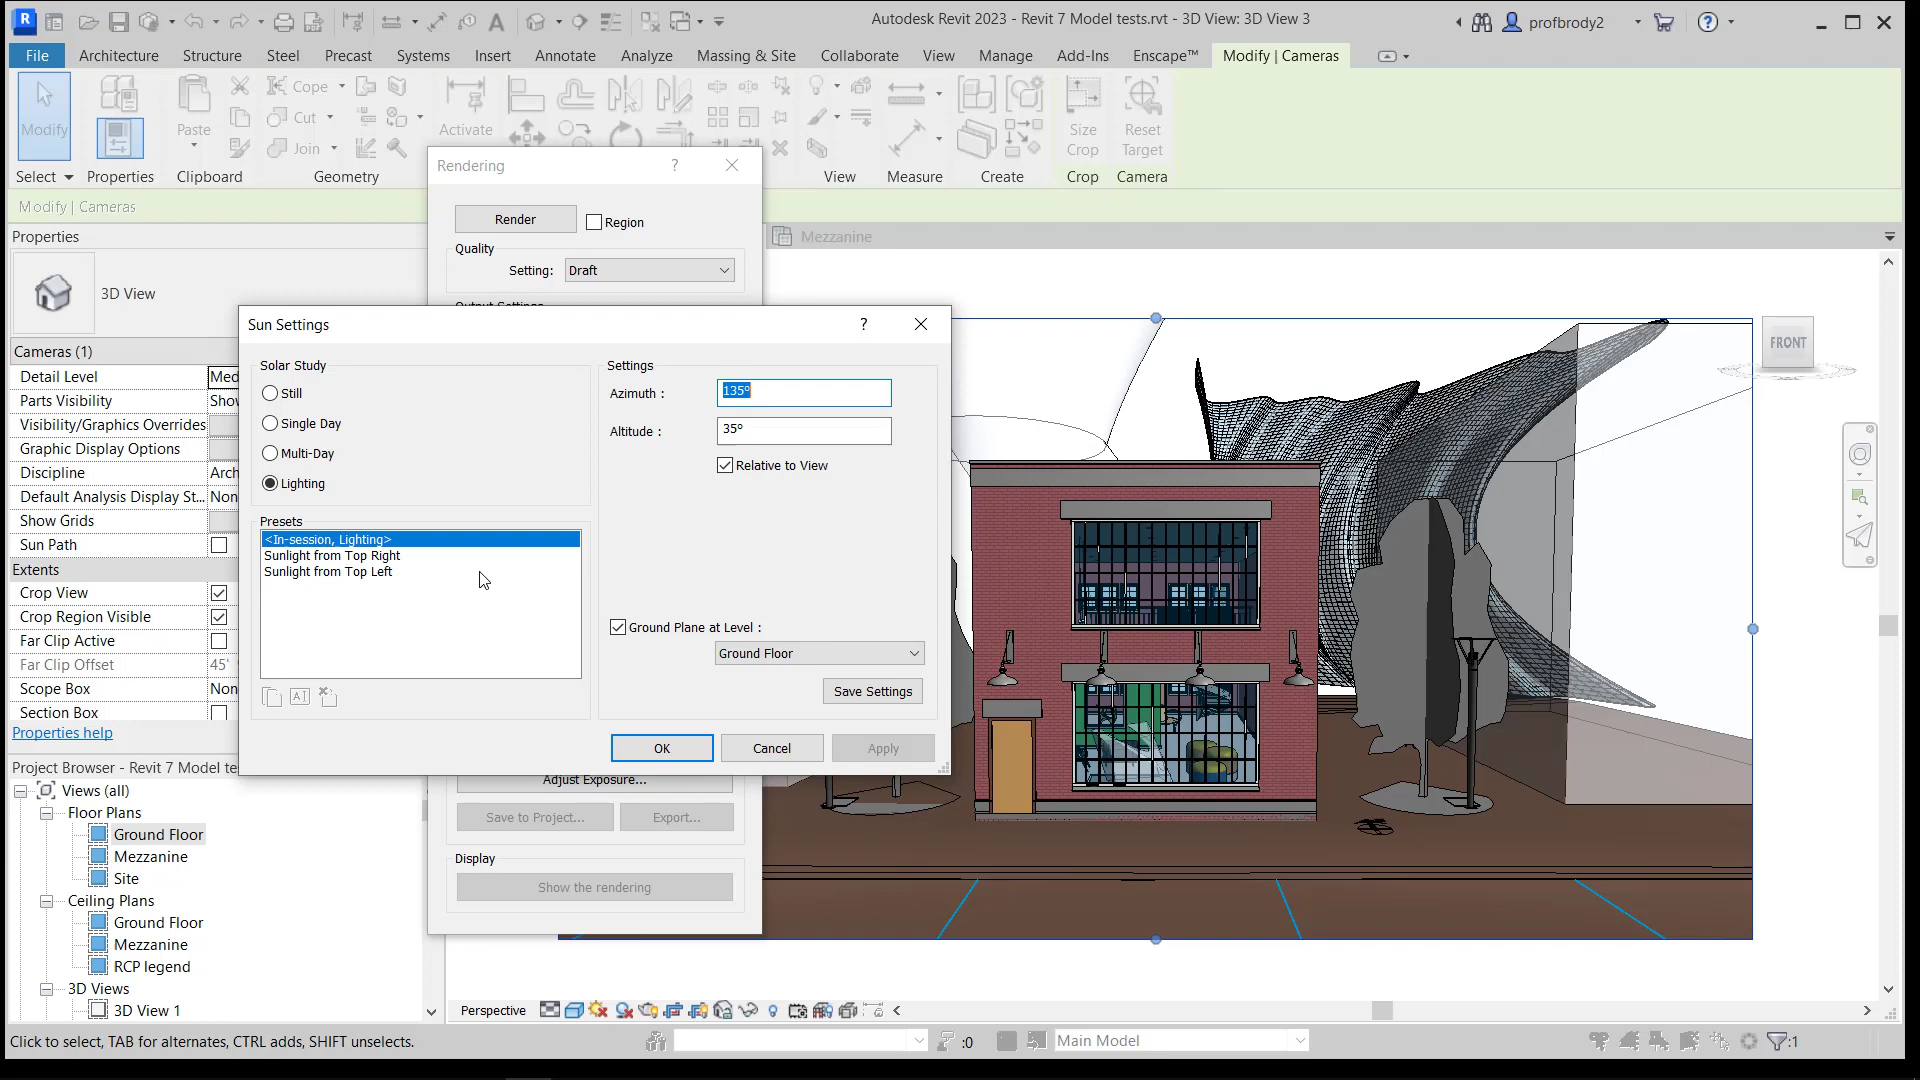 Autodesk Revit 2023 - Revit 7 Model tests.rvt - 3D View: 3D View 3
profbrody2
File Architecture Structure Steel Precast Systems Insert Annotate Analyze Massing & Site Collaborate View Manage Add-Ins Enscape™ Modify | Cameras
Modify
Paste
Cope
Cut
Join
Activate
Size Crop
Reset Target
Select Properties Clipboard Geometry View Measure Create Crop Camera
Modify | Cameras
Properties
3D View
Cameras (1)
Detail Level Med
Parts Visibility Show
Visibility/Graphics Overrides
Graphic Display Options
Discipline Arch
Default Analysis Display St... Non
Show Grids
Sun Path
Extents
Crop View
Crop Region Visible
Far Clip Active
Far Clip Offset 45'
Scope Box Non
Section Box
Properties help
Project Browser - Revit 7 Model te
Views (all)
Floor Plans
Ground Floor
Mezzanine
Site
Ceiling Plans
Ground Floor
Mezzanine
RCP legend
3D Views
3D View 1
Rendering
Render
Region
Quality
Setting: Draft
Sun Settings
Solar Study
Still
Single Day
Multi-Day
Lighting
Presets
<In-session, Lighting>
Sunlight from Top Right
Sunlight from Top Left
Settings
Azimuth : 135°
Altitude : 35°
Relative to View
Ground Plane at Level :
Ground Floor
Save Settings
OK
Cancel
Apply
Adjust Exposure...
Save to Project...
Export...
Display
Show the rendering
Mezzanine
FRONT
Perspective
Click to select, TAB for alternates, CTRL adds, SHIFT unselects.
:0
Main Model
:1